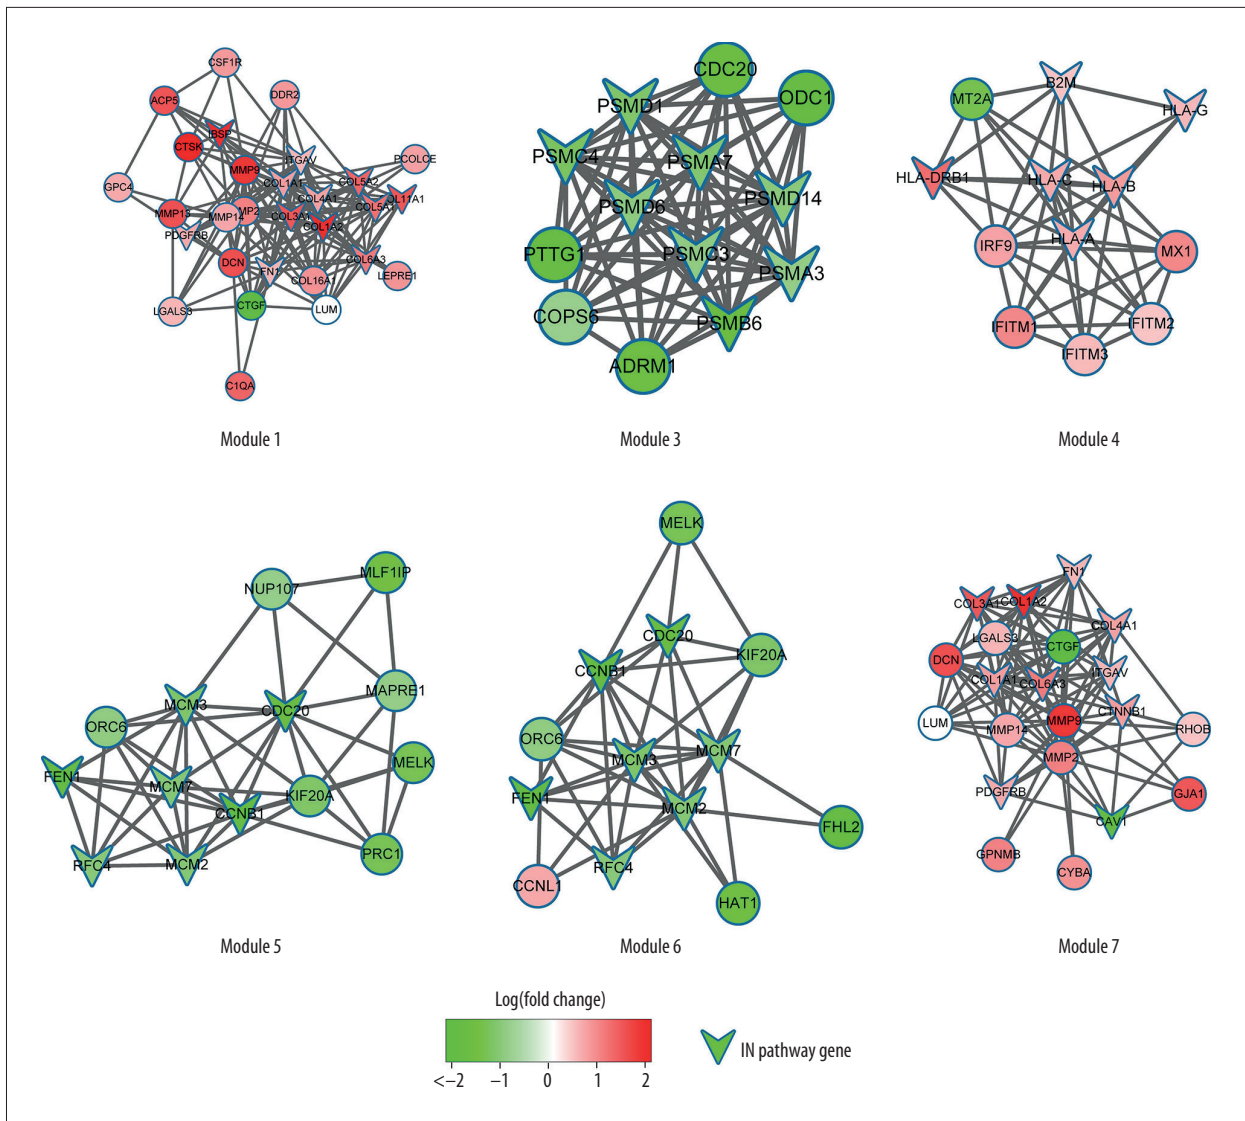 CSF1R
DDR2
ACP5
IBSP
CTSK
ITGAV
PCOLCE
MMP9
COL5A2
GPC4
COL1A1
COL4A1
OL11A1
MMP13
MMP14
MP2
COL3A1
COL5A1
COL1A2
PDGFRB
DCN
FN1
COL6A3
LEPRE1
COL16A1
LGALS3
CTGF
LUM
C1QA
Module 1
CDC20
ODC1
PSMD1
PSMC4
PSMA7
PSMD6
PSMD14
PTTG1
PSMC3
PSMA3
COPS6
PSMB6
ADRM1
Module 3
B2M
MT2A
HLA-G
HLA-DRB1
HLA-C
HLA-B
IRF9
HLA-A
MX1
IFITM1
IFITM2
IFITM3
Module 4
MLF1IP
NUP107
MAPRE1
MCM3
CDC20
ORC6
FEN1
MCM7
MELK
KIF20A
CCNB1
RFC4
MCM2
PRC1
Module 5
MELK
CDC20
KIF20A
CCNB1
ORC6
MCM3
MCM7
FEN1
MCM2
FHL2
RFC4
CCNL1
HAT1
Module 6
FN1
COL3A1
COL1A2
COL4A1
LGALS3
CTGF
DCN
COL1A1
COL6A3
ITGAV
LUM
MMP14
MMP9
CTNNB1
RHOB
MMP2
PDGFRB
GJA1
CAV1
GPNMB
CYBA
Module 7
Log(fold change)
<−2 −1 0 1 2
IN pathway gene